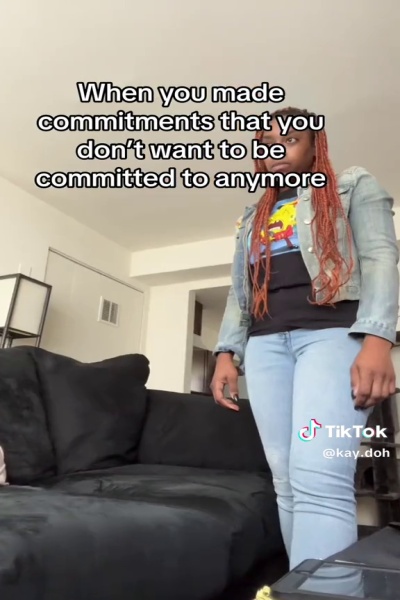 When you made
commitments that you
don't want to be
committed to anymore
TikTok
@kay.doh